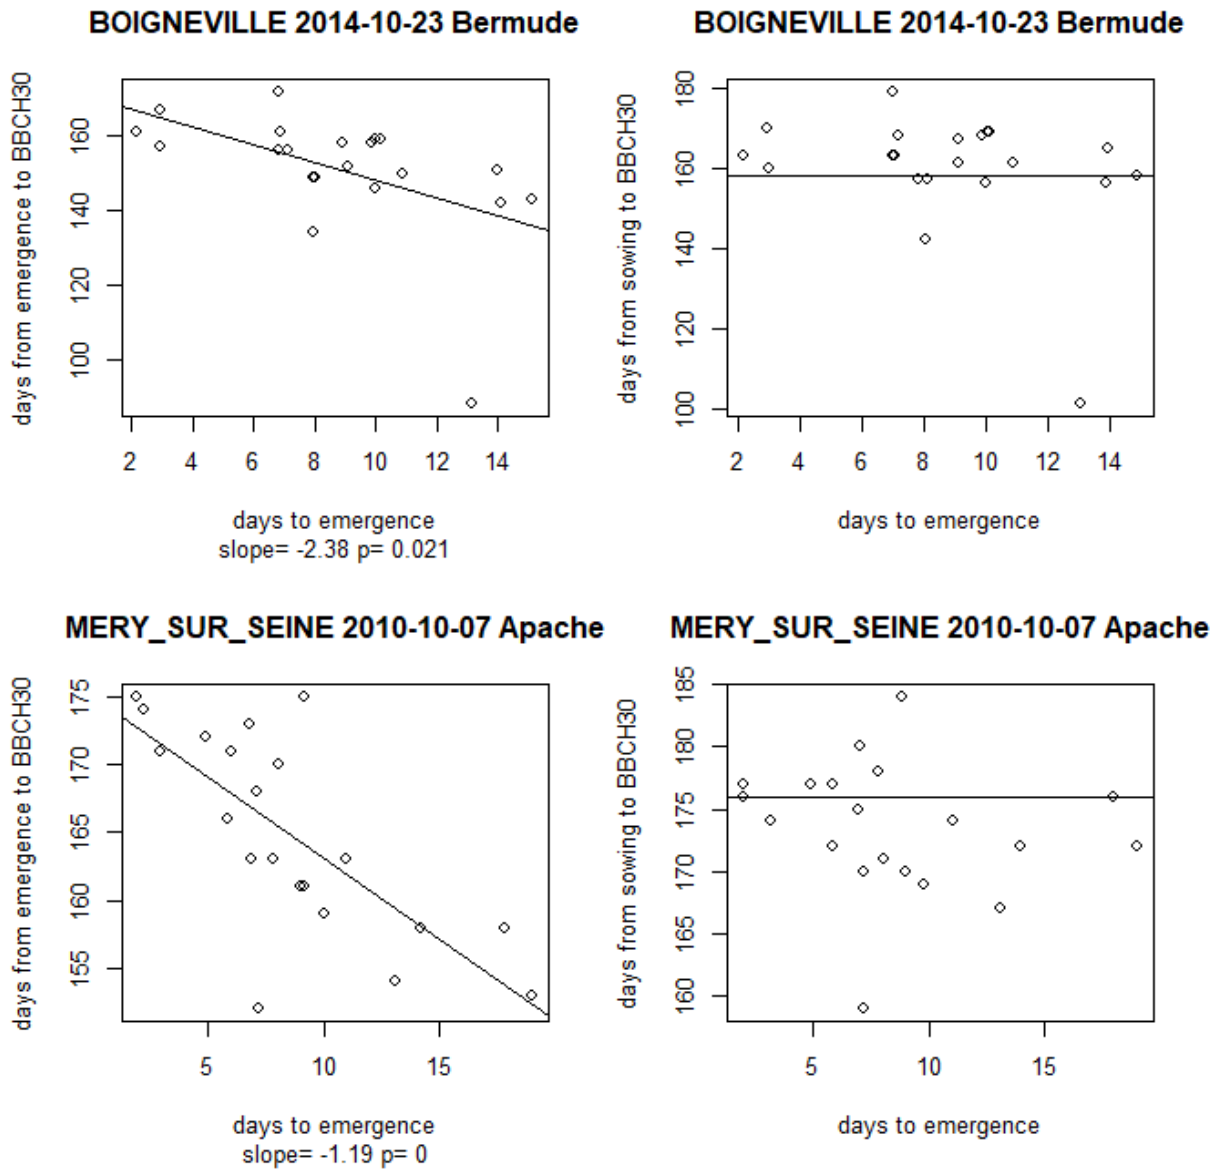 BOIGNEVILLE 2014-10-23 Bermude
days from emergence to BBCH30
160
140
120
100
2 4 6 8 10 12 14
days to emergence
slope= -2.38 p= 0.021
BOIGNEVILLE 2014-10-23 Bermude
days from sowing to BBCH30
180
160
140
120
100
2 4 6 8 10 12 14
days to emergence
MERY_SUR_SEINE 2010-10-07 Apache
days from emergence to BBCH30
175
170
165
160
155
5 10 15
days to emergence
slope= -1.19 p= 0
MERY_SUR_SEINE 2010-10-07 Apache
days from sowing to BBCH30
185
180
175
170
165
160
5 10 15
days to emergence